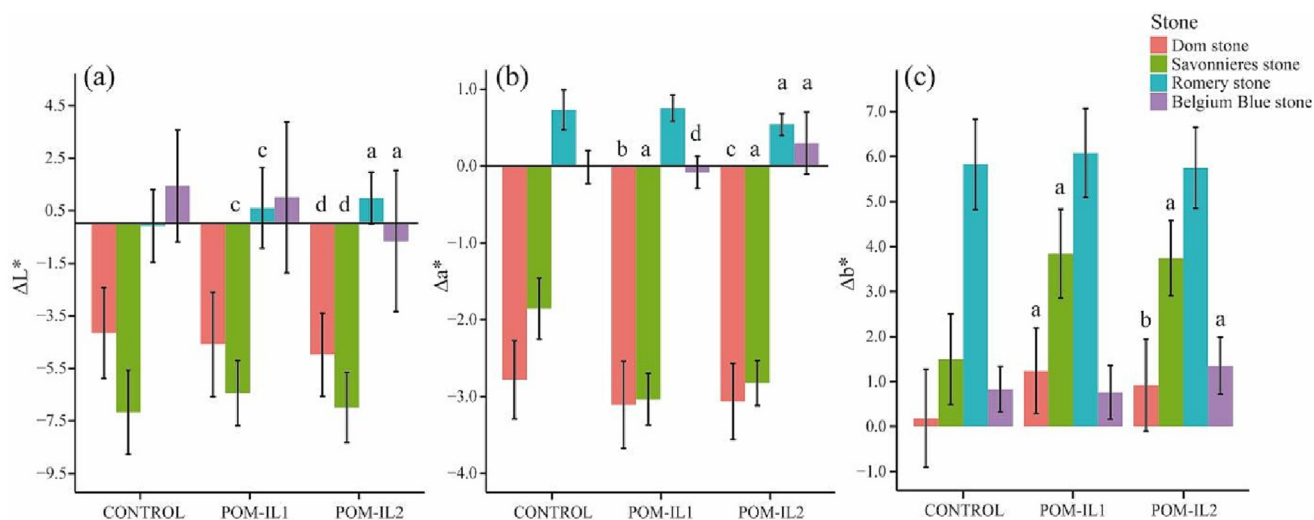 Stone
Dom stone
Savonnieres stone
Romery stone
Belgium Blue stone
(a)
ΔL*
4.5
2.5
0.5
−1.5
−3.5
−5.5
−7.5
−9.5
c
c
d d
a a
CONTROL POM-IL1 POM-IL2
(b)
Δa*
1.0
0.0
−1.0
−2.0
−3.0
−4.0
b a
d
c a
a a
CONTROL POM-IL1 POM-IL2
(c)
Δb*
7.0
6.0
5.0
4.0
3.0
2.0
1.0
0.0
−1.0
a
a
b
a
a
CONTROL POM-IL1 POM-IL2